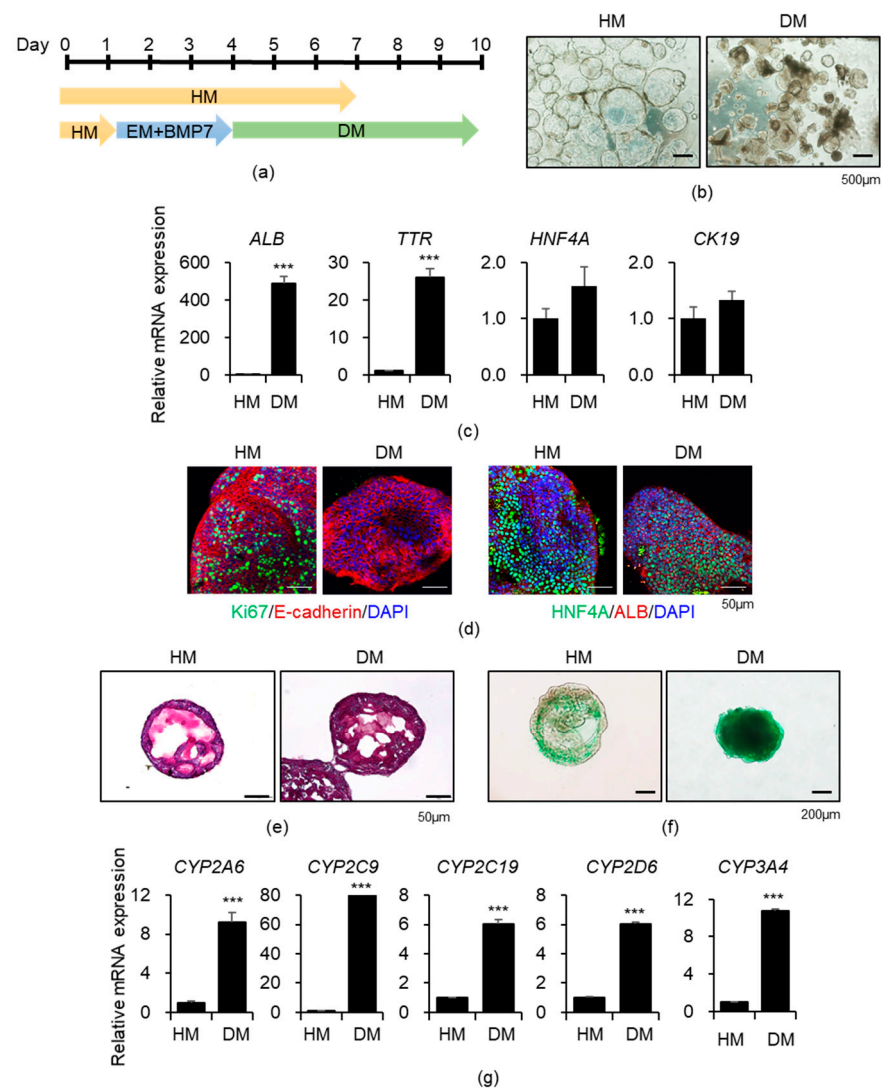 Day 0 1 2 3 4 5 6 7 8 9 10
HM
HM EM+BMP7 DM
(a)
HM DM
500μm
(b)
Relative mRNA expression
ALB TTR HNF4A CK19
*** ***
600 30 2.0 2.0
400 20
1.0 1.0
200 10
0 0 0.0 0.0
HM DM HM DM HM DM HM DM
(c)
HM DM HM DM
50μm
Ki67/E-cadherin/DAPI HNF4A/ALB/DAPI
(d)
HM DM HM DM
50μm 200μm
(e) (f)
Relative mRNA expression
CYP2A6 CYP2C9 CYP2C19 CYP2D6 CYP3A4
*** *** *** *** ***
12 80 8 8 12
60 6 6
8 8
40 4 4
4 4
20 2 2
0 0 0 0 0
HM DM HM DM HM DM HM DM HM DM
(g)